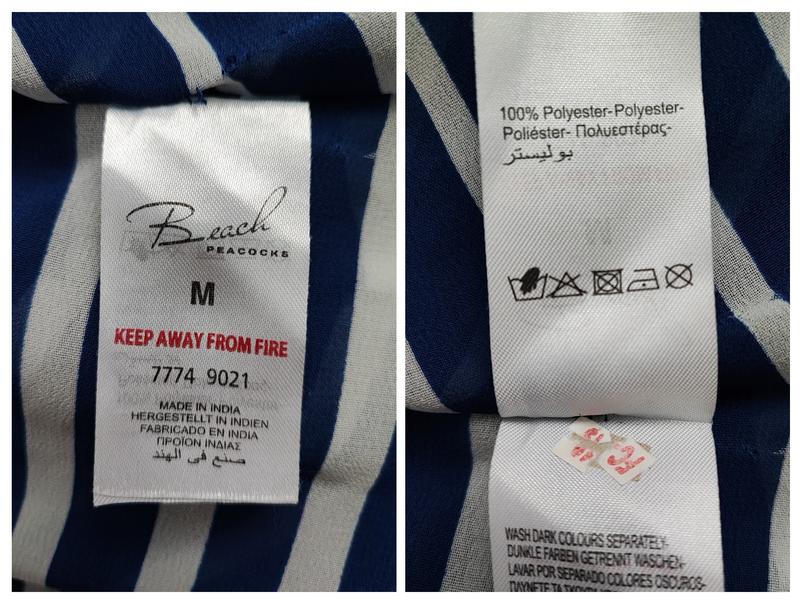 Beach
PEACOCKS
M
KEEP AWAY FROM FIRE
7774 9021
MADE IN INDIA
HERGESTELLT IN INDIEN
FABRICADO EN INDIA
ΠΡΟΪΟΝ ΙΝΔΙΑΣ
صنع في الهند
100% Polyester-Polyester-
Poliéster- Πολυεστέρας-
بوليستر
WASH DARK COLOURS SEPARATELY-
DUNKLE FARBEN GETRENNT WASCHEN-
LAVAR POR SEPARADO COLORES OSCUROS-